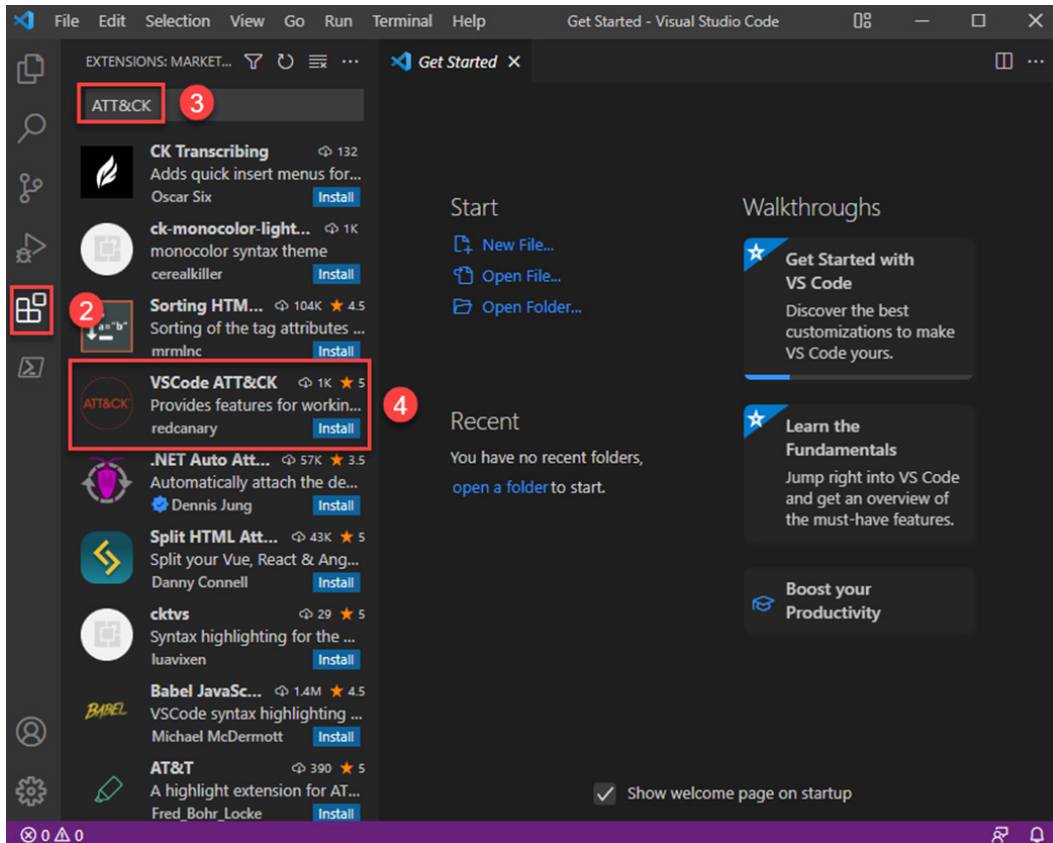 File Edit Selection View Go Run Terminal Help Get Started - Visual Studio Code
EXTENSIONS: MARKET...
Get Started
ATT&CK
3
CK Transcribing 132
Adds quick insert menus for...
Oscar Six Install
ck-monocolor-light... 1K
monocolor syntax theme
cerealkiller Install
2
Sorting HTM... 104K 4.5
a="b"
Sorting of the tag attributes ...
mrmlnc Install
VSCode ATT&CK 1K 5
ATT&CK
Provides features for workin...
redcanary Install
4
.NET Auto Att... 57K 3.5
Automatically attach the de...
Dennis Jung Install
Split HTML Att... 43K 5
Split your Vue, React & Ang...
Danny Connell Install
cktvs 29 5
Syntax highlighting for the ...
luavixen Install
Babel JavaSc... 1.4M 4.5
BABEL
VSCode syntax highlighting ...
Michael McDermott Install
AT&T 390 5
A highlight extension for AT...
Fred_Bohr_Locke Install
Start
New File...
Open File...
Open Folder...
Recent
You have no recent folders,
open a folder to start.
Walkthroughs
Get Started with
VS Code
Discover the best
customizations to make
VS Code yours.
Learn the
Fundamentals
Jump right into VS Code
and get an overview of
the must-have features.
Boost your
Productivity
Show welcome page on startup
0 0